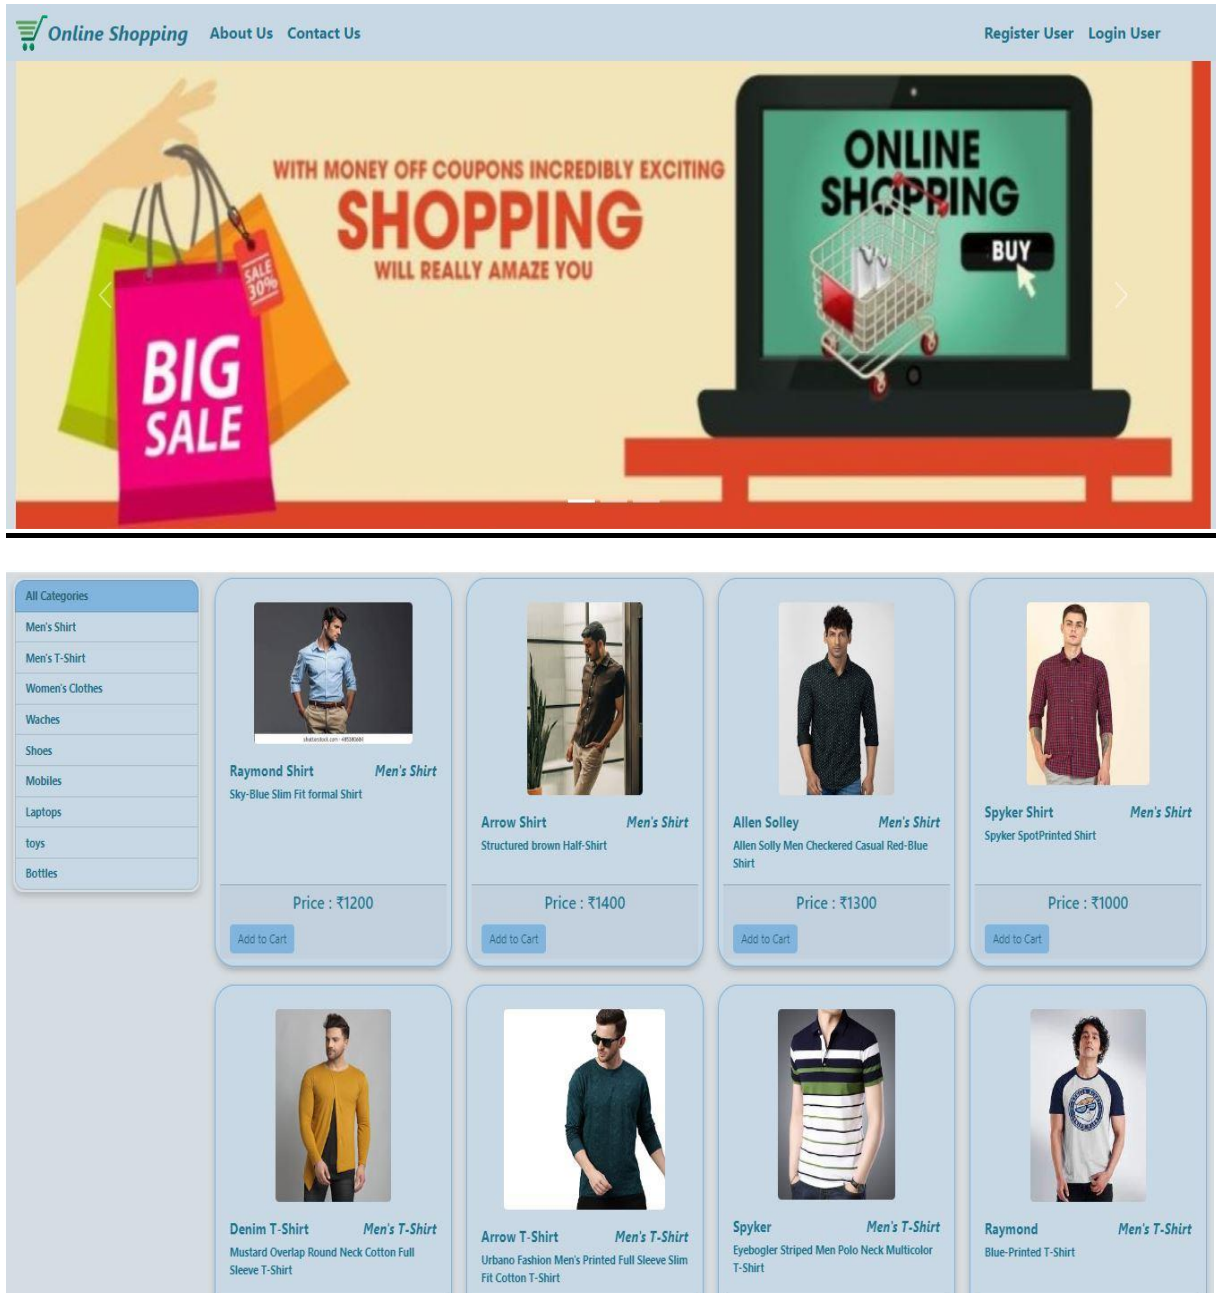 Online Shopping About Us Contact Us Register User Login User
WITH MONEY OFF COUPONS INCREDIBLY EXCITING
SHOPPING
WILL REALLY AMAZE YOU
SALE
30%
BIG
SALE
ONLINE
SHOPPING
BUY
All Categories
Men's Shirt
Men's T-Shirt
Women's Clothes
Waches
Shoes
Mobiles
Laptops
toys
Bottles
Raymond Shirt Men's Shirt
Sky-Blue Slim Fit formal Shirt
Price : ₹1200
Add to Cart
Arrow Shirt Men's Shirt
Structured brown Half-Shirt
Price : ₹1400
Add to Cart
Allen Solley Men's Shirt
Allen Solly Men Checkered Casual Red-Blue
Shirt
Price : ₹1300
Add to Cart
Spyker Shirt Men's Shirt
Spyker SpotPrinted Shirt
Price : ₹1000
Add to Cart
Denim T-Shirt Men's T-Shirt
Mustard Overlap Round Neck Cotton Full
Sleeve T-Shirt
Arrow T-Shirt Men's T-Shirt
Urbano Fashion Men's Printed Full Sleeve Slim
Fit Cotton T-Shirt
Spyker Men's T-Shirt
Eyebogler Striped Men Polo Neck Multicolor
T-Shirt
Raymond Men's T-Shirt
Blue-Printed T-Shirt